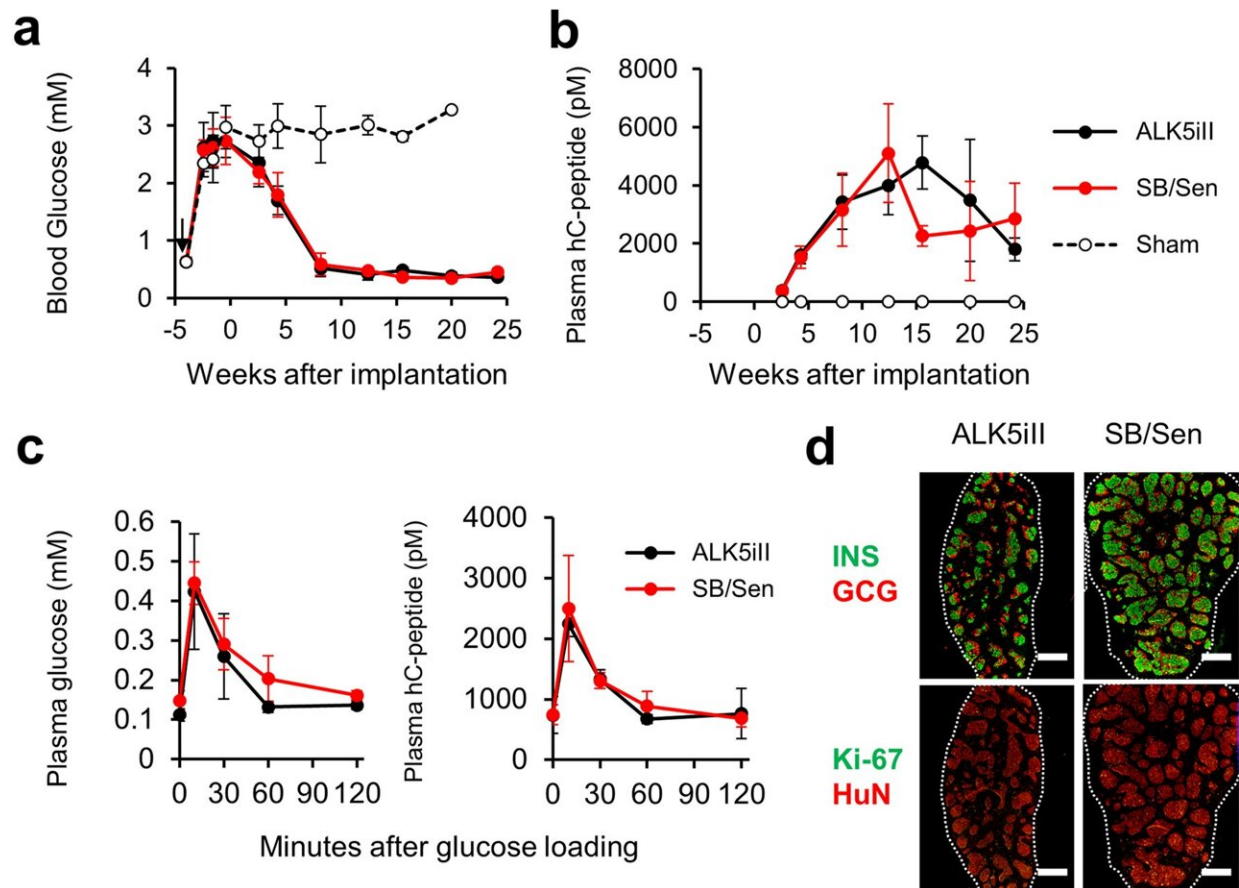 a
Blood Glucose (mM)
4
3
2
1
0
-5 0 5 10 15 20 25
Weeks after implantation
b
Plasma hC-peptide (pM)
8000
6000
4000
2000
0
-5 0 5 10 15 20 25
Weeks after implantation
ALK5iII
SB/Sen
Sham
c
Plasma glucose (mM)
0.6
0.5
0.4
0.3
0.2
0.1
0
0 30 60 90 120
Plasma hC-peptide (pM)
4000
3000
2000
1000
0
0 30 60 90 120
ALK5iII
SB/Sen
Minutes after glucose loading
d
ALK5iII SB/Sen
INS
GCG
Ki-67
HuN